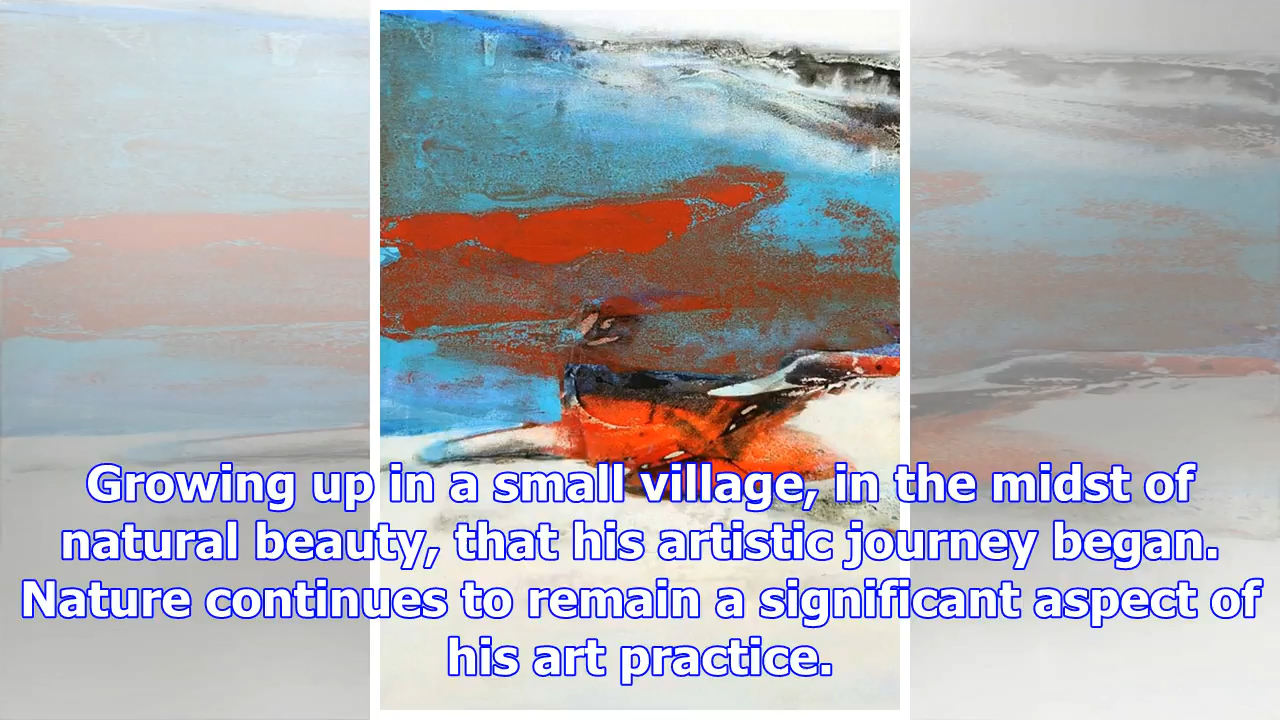 Growing up in a small village, in the midst of
natural beauty, that his artistic journey began.
Nature continues to remain a significant aspect of
his art practice.